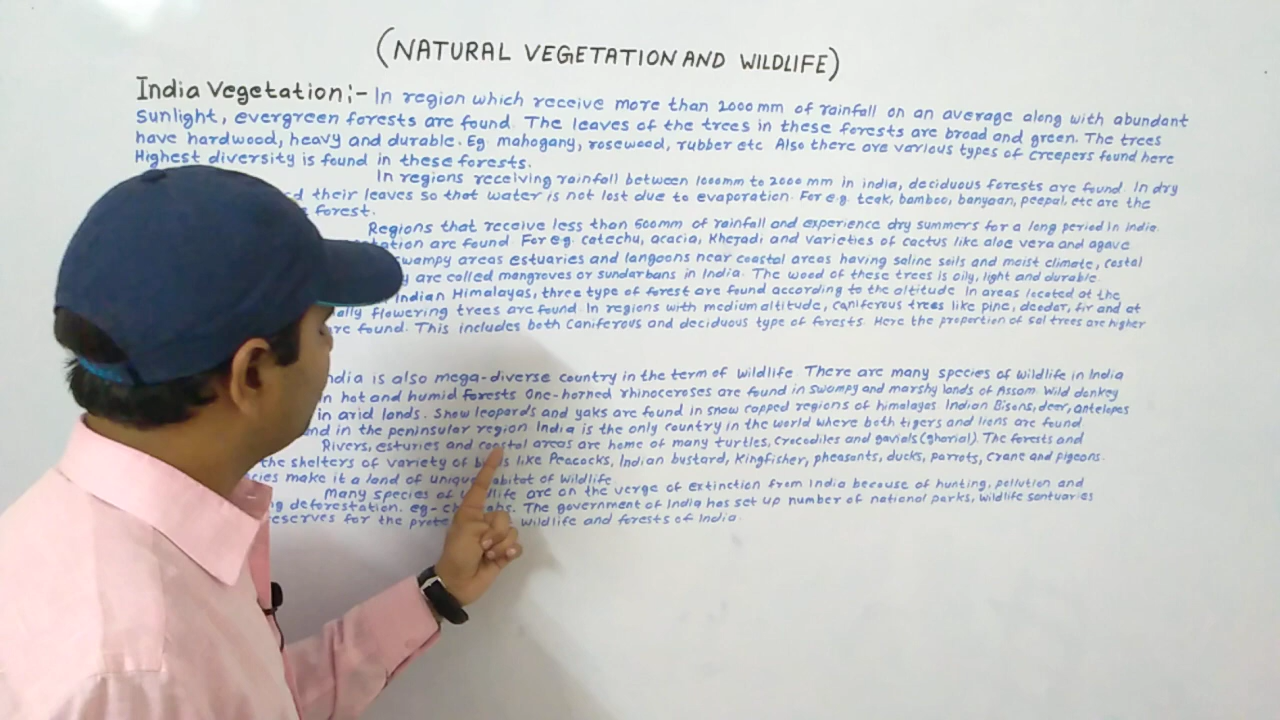 (NATURAL VEGETATION AND WILDLIFE)
India Vegetation:- In region which receive more than 2000 mm of rainfall on an average along with abundant
Sunlight, evergreen forests are found. The leaves of the trees in these forests are broad and green. The trees
have hardwood, heavy and durable. Eg. mahogany, rosewood, rubber etc Also there are various types of creepers found here
Highest diversity is found in these forests.
In regions receiving rainfall between 1000mm to 2000 mm in india, deciduous forests are found. In dry
their leaves so that water is not lost due to evaporation. For e.g. teak, bamboo, banyaan, peepal, etc are the
forest.
Regions that receive less than 500mm of rainfall and experience dry summers for a long period in India.
are found. For eg. catechu, acacia, Khejadi and varieties of cactus like aloe vera and agave
swampy areas estuaries and langoons near coastal areas having saline soils and moist climate, costal
are called mangroves or sundarbans in India. The wood of these trees is oily, light and durable.
Indian Himalayas, three type of forest are found according to the altitude. In areas located at the
flowering trees are found. In regions with medium altitude, caniferous trees like pine, deodar, fir and at
are found. This includes both Caniferous and deciduous type of forests. Here the proportion of sal trees are higher
India is also mega-diverse country in the term of wildlife There are many species of wildlife in India
in hot and humid forests One-horned rhinoceroses are found in swampy and marshy lands of Assam. Wild donkey
in arid lands. Snow leopards and yaks are found in snow capped regions of himalayas Indian Bisons, deer, antelopes
in the peninsular region India is the only country in the world where both tigers and lions are found
Rivers, esturies and coastal areas are home of many turtles, Crocodiles and gavials (gharial). The forests and
the shelters of variety of like Peacocks, Indian bustard, Kingfisher, pheasants, ducks, parrots, Crane and pigeons.
make it a land of unique habitat of wildlife
Many species of are on the verge of extinction from India because of hunting, pollution and
deforestation. eg- The government of India has set up number of national parks, wildlife santuaries
for the wildlife and forests of India.